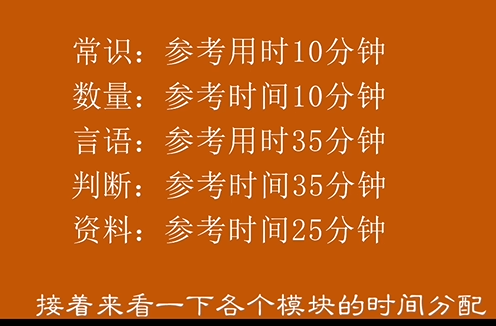 常识：参考用时10分钟
数量：参考时间10分钟
言语：参考用时35分钟
判断：参考时间35分钟
资料：参考时间25分钟
接着来看一下各个模块的时间分配